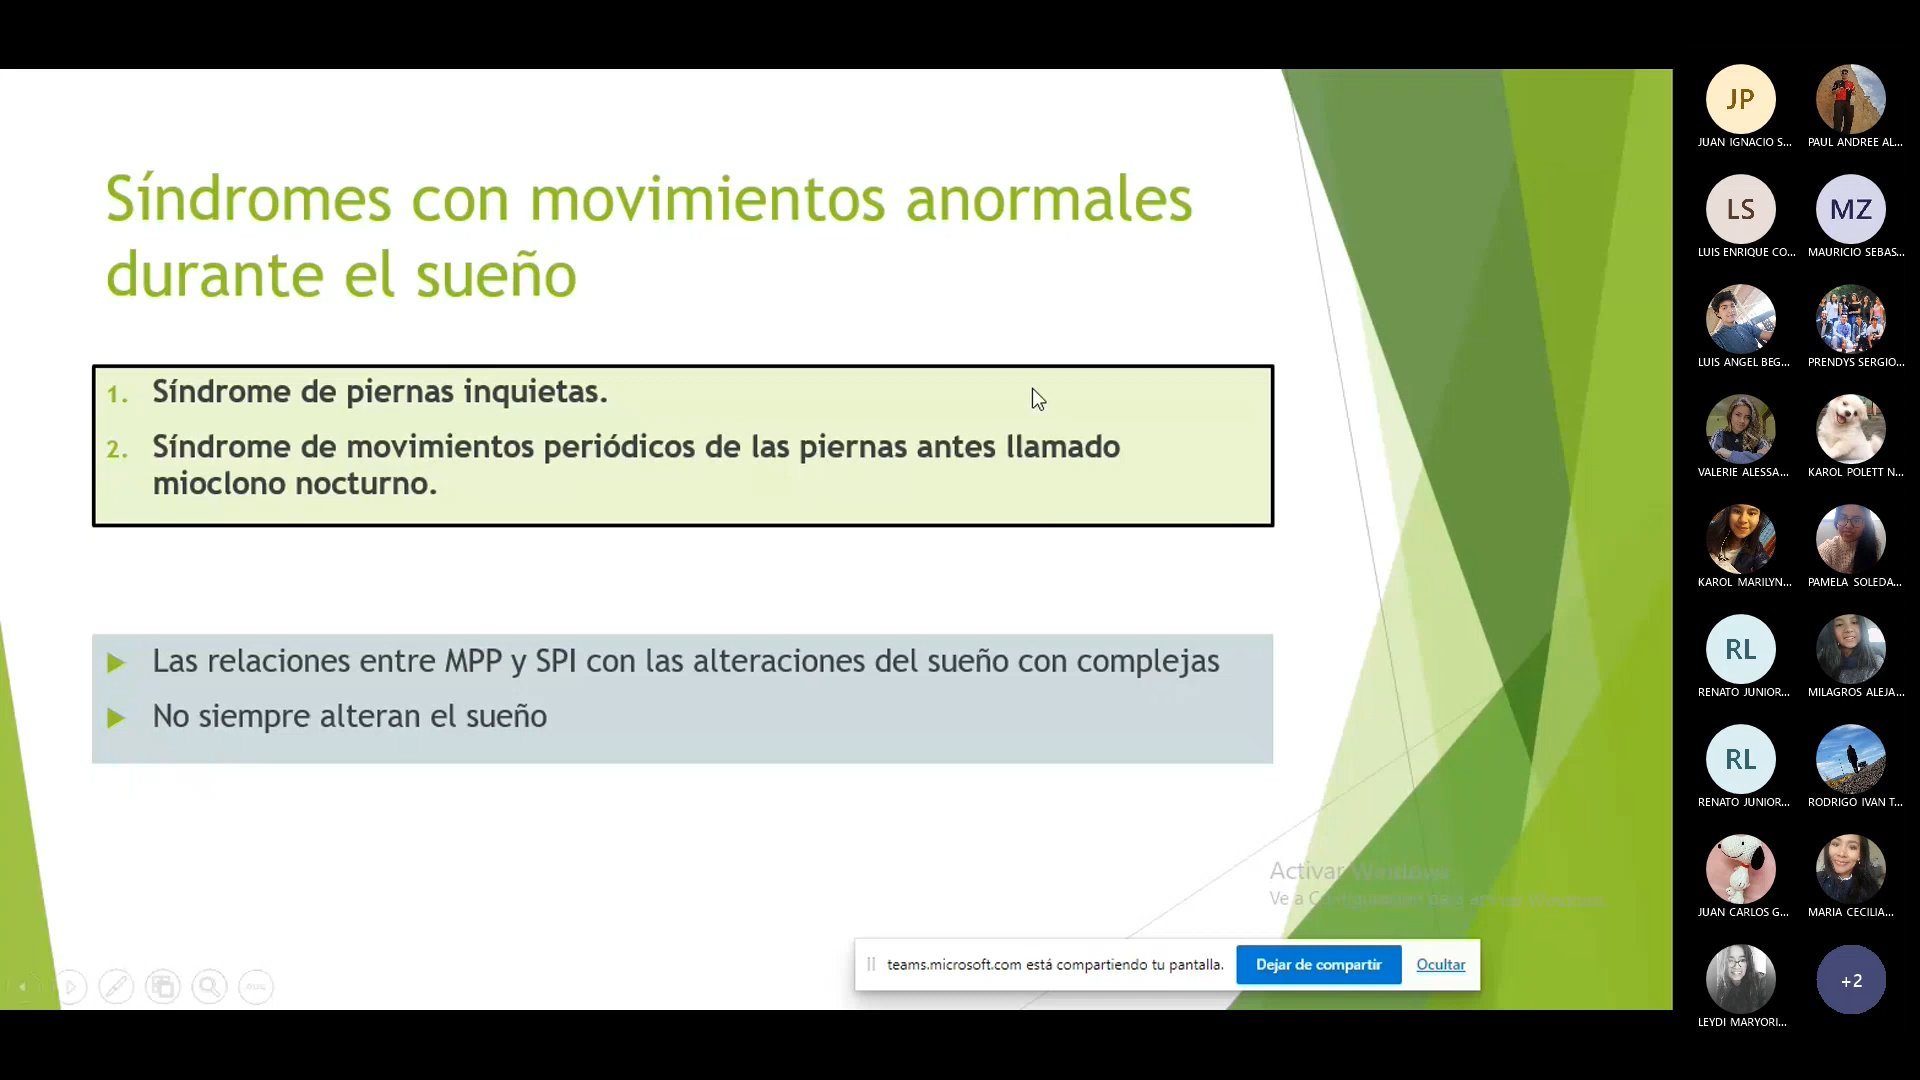 Síndromes con movimientos anormales
durante el sueño
1. Síndrome de piernas inquietas.
2. Síndrome de movimientos periódicos de las piernas antes llamado
mioclono nocturno.
Las relaciones entre MPP y SPI con las alteraciones del sueño con complejas
No siempre alteran el sueño
Activar Windows
Ve a Configuración para activar Windows.
teams.microsoft.com está compartiendo tu pantalla.
Dejar de compartir
Ocultar
JP
JUAN IGNACIO S...
PAUL ANDREE AL...
LS
LUIS ENRIQUE CO...
MZ
MAURICIO SEBAS...
LUIS ANGEL BEG...
PRENDYS SERGIO...
VALERIE ALESSA...
KAROL POLETT N...
KAROL MARILYN...
PAMELA SOLEDA...
RL
RENATO JUNIOR...
MILAGROS ALEJA...
RL
RENATO JUNIOR...
RODRIGO IVAN T...
JUAN CARLOS G...
MARIA CECILIA...
LEYDI MARYORI...
+2